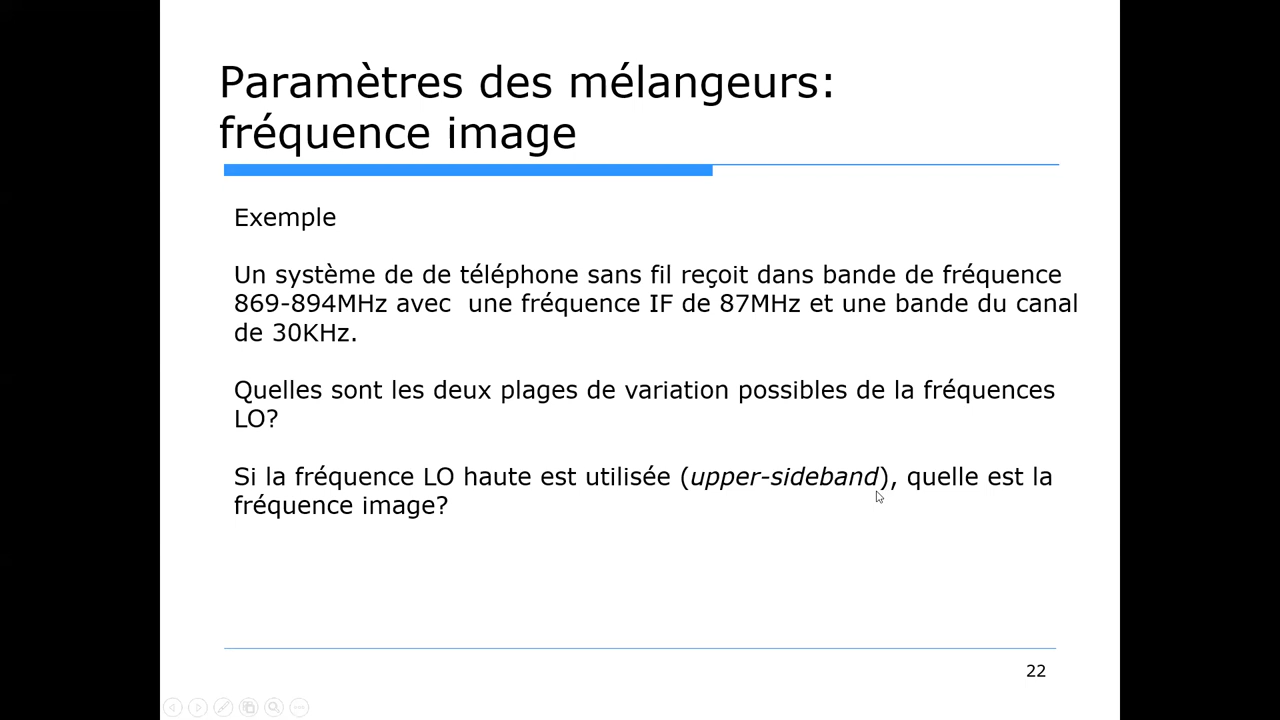 Paramètres des mélangeurs:
fréquence image
Exemple
Un système de de téléphone sans fil reçoit dans bande de fréquence
869-894MHz avec  une fréquence IF de 87MHz et une bande du canal
de 30KHz.
Quelles sont les deux plages de variation possibles de la fréquences
LO?
Si la fréquence LO haute est utilisée (upper-sideband), quelle est la
fréquence image?
22